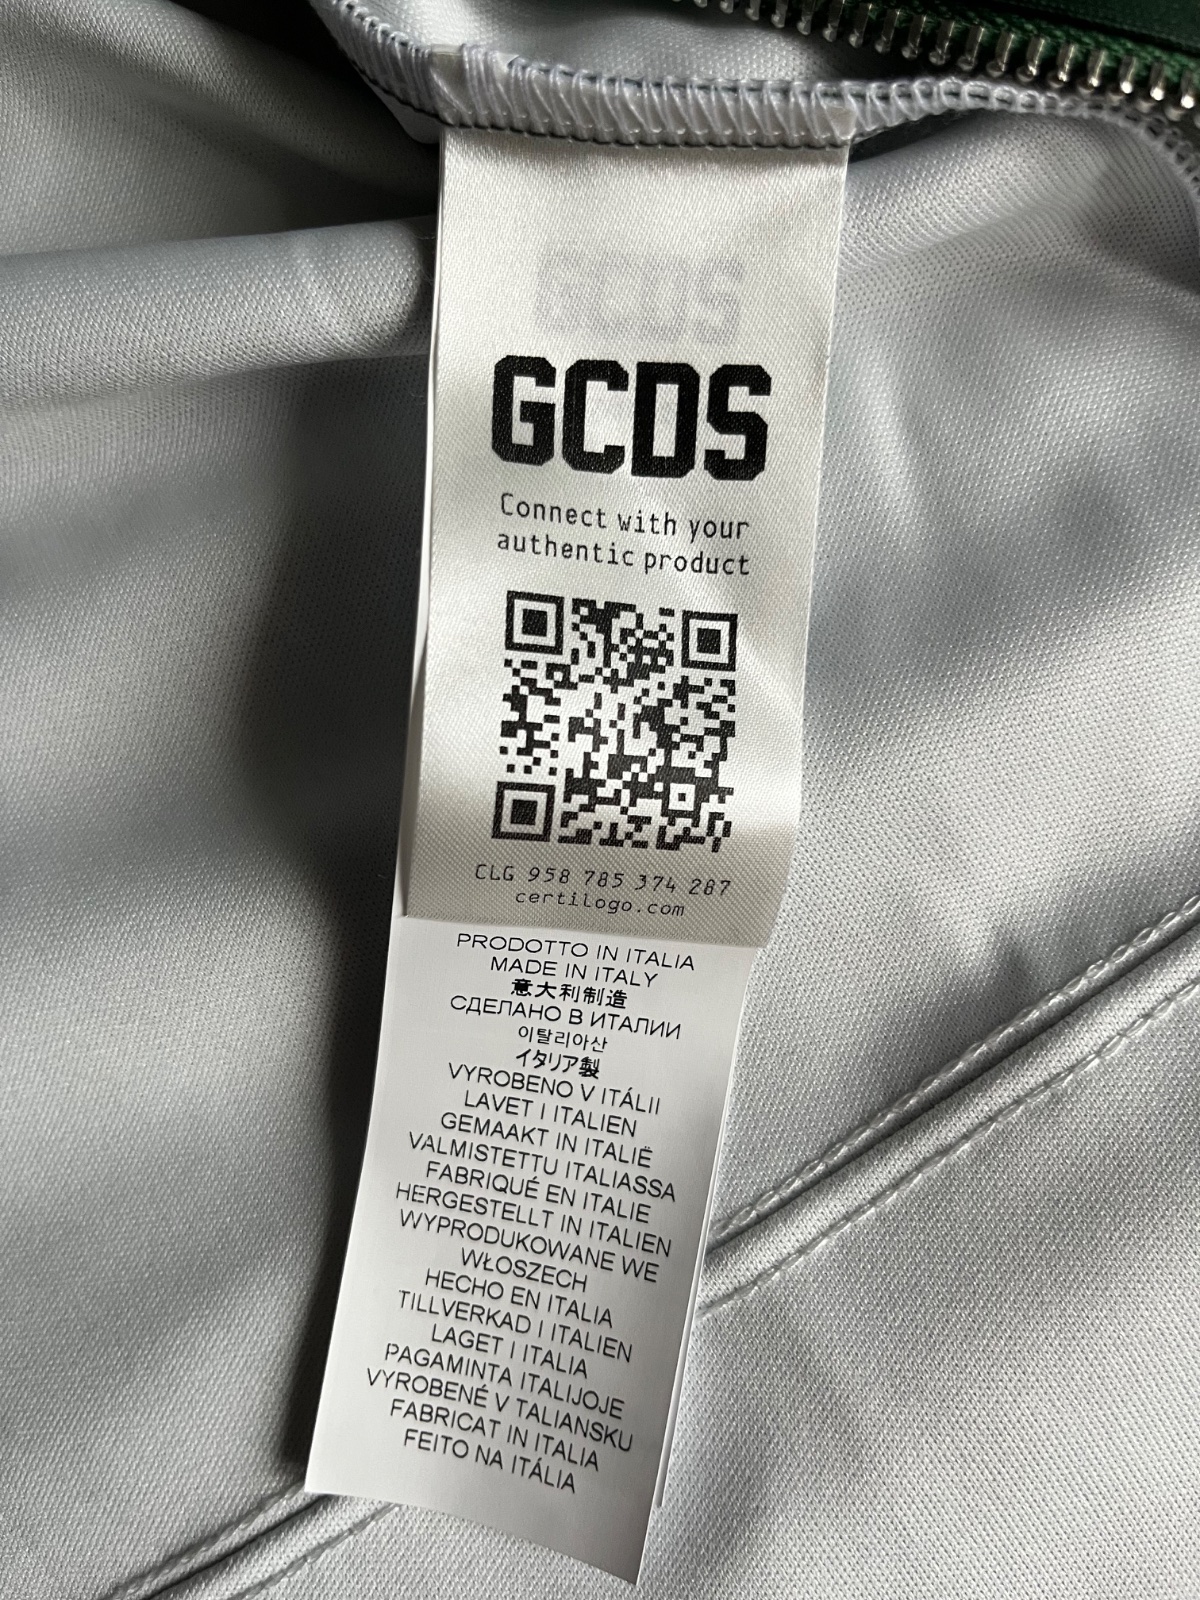 GCDS
GCDS
Connect with your
authentic product
CLG 958 785 374 287
certilogo.com
PRODOTTO IN ITALIA
MADE IN ITALY
意大利制造
СДЕЛАНО В ИТАЛИИ
이탈리아산
イタリア製
VYROBENO V ITÁLII
LAVET I ITALIEN
GEMAAKT IN ITALIË
VALMISTETTU ITALIASSA
FABRIQUÉ EN ITALIE
HERGESTELLT IN ITALIEN
WYPRODUKOWANE WE
WŁOSZECH
HECHO EN ITALIA
TILLVERKAD I ITALIEN
LAGET I ITALIA
PAGAMINTA ITALIJOJE
VYROBENÉ V TALIANSKU
FABRICAT IN ITALIA
FEITO NA ITÁLIA